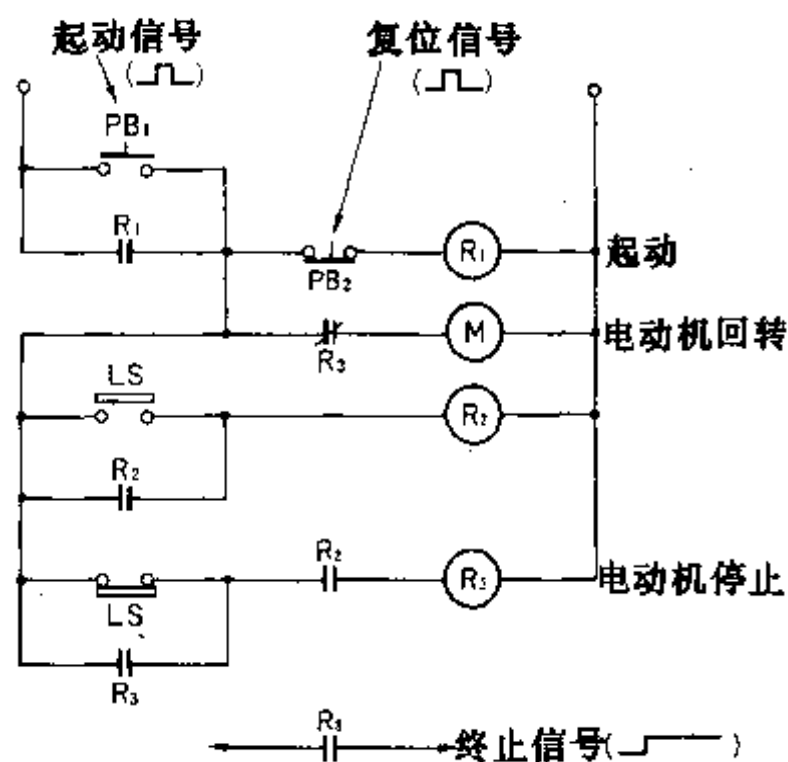 起动信号
复位信号
( )
( )
PB₁
R₁
PB₂
R₁
起动
R₃
M
电动机回转
LS
R₂
R₂
R₂
R₃
电动机停止
LS
R₃
R₃
终止信号( )